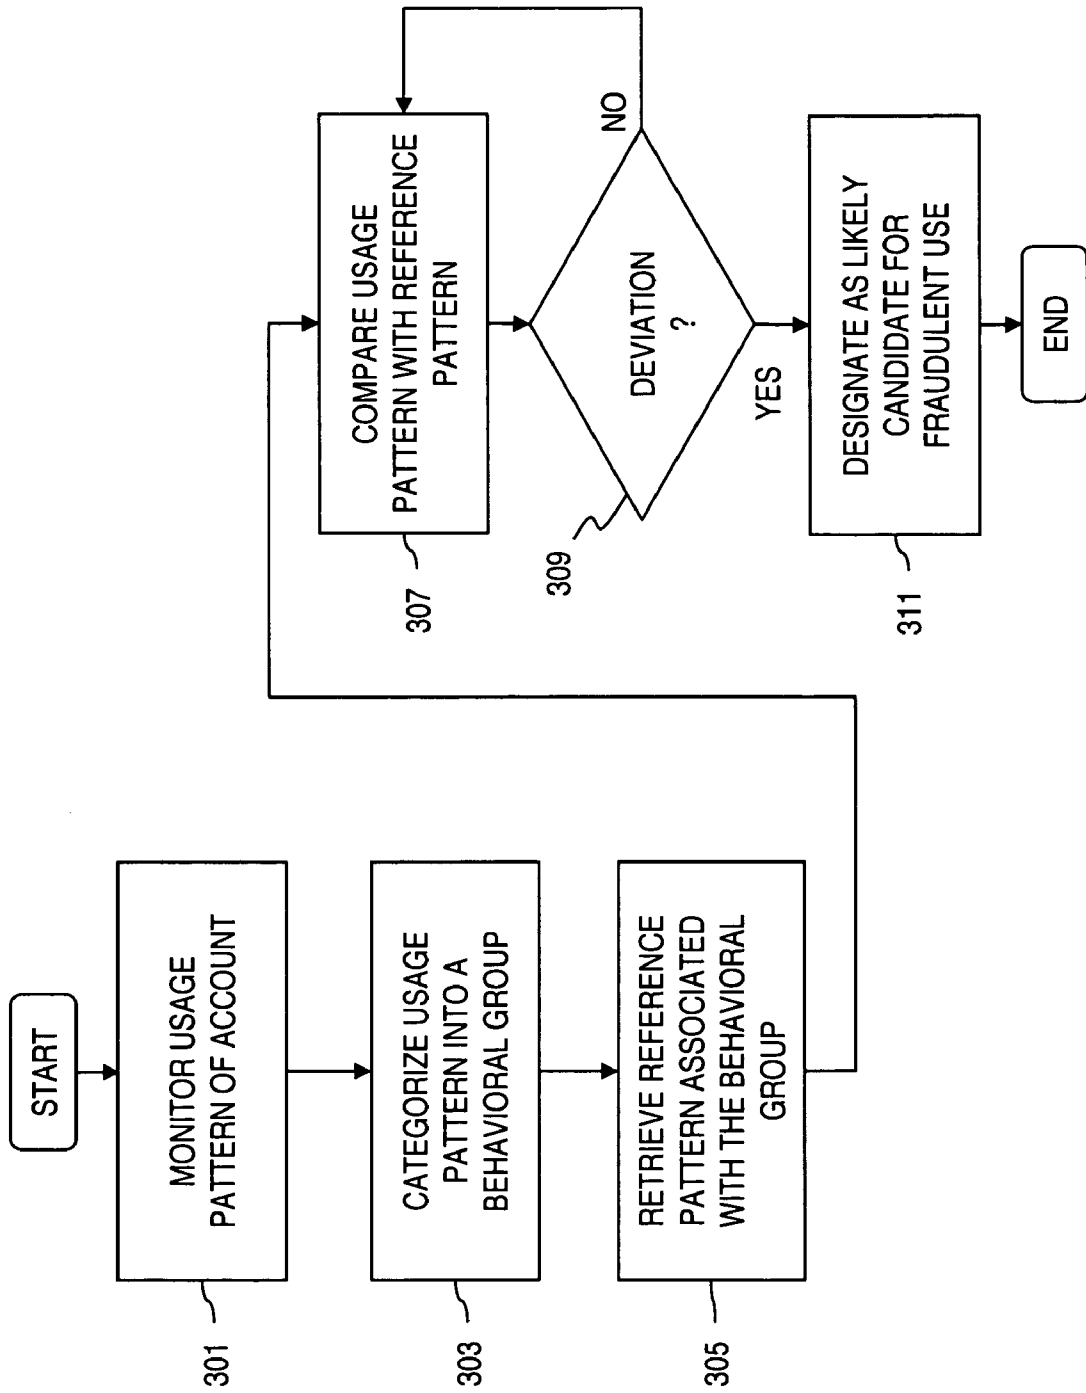 START
MONITOR USAGE
PATTERN OF ACCOUNT
301
CATEGORIZE USAGE
PATTERN INTO A
BEHAVIORAL GROUP
303
RETRIEVE REFERENCE
PATTERN ASSOCIATED
WITH THE BEHAVIORAL
GROUP
305
COMPARE USAGE
PATTERN WITH REFERENCE
PATTERN
307
DEVIATION
?
309
NO
YES
DESIGNATE AS LIKELY
CANDIDATE FOR
FRAUDULENT USE
311
END